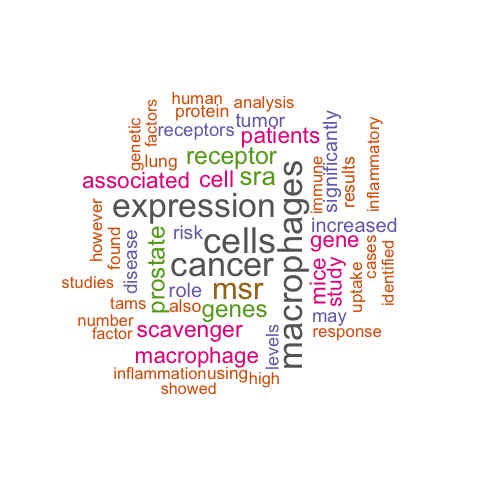 human
protein
analysis
factors
genetic
receptors
tumor
patients
significantly
inflammatory
lung
receptor
immune
results
associated
cell
sra
macrophages
expression
however
found
disease
prostate
risk
cells
increased
gene
cancer
mice
study
uptake
cases
identified
studies
tams
role
also
msr
genes
may
number
factor
scavenger
levels
response
macrophage
inflammation
using
high
showed